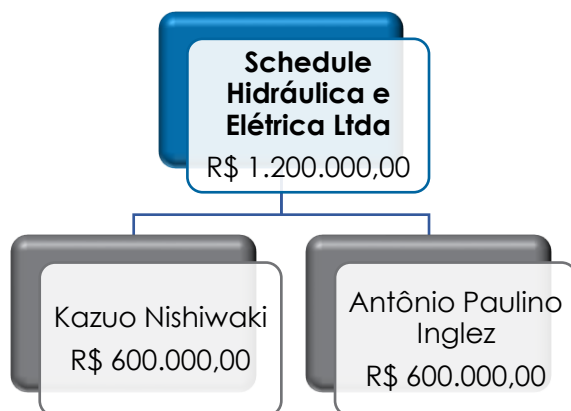 Schedule
Hidráulica e
Elétrica Ltda
R$ 1.200.000,00
Kazuo Nishiwaki
R$ 600.000,00
Antônio Paulino
Inglez
R$ 600.000,00